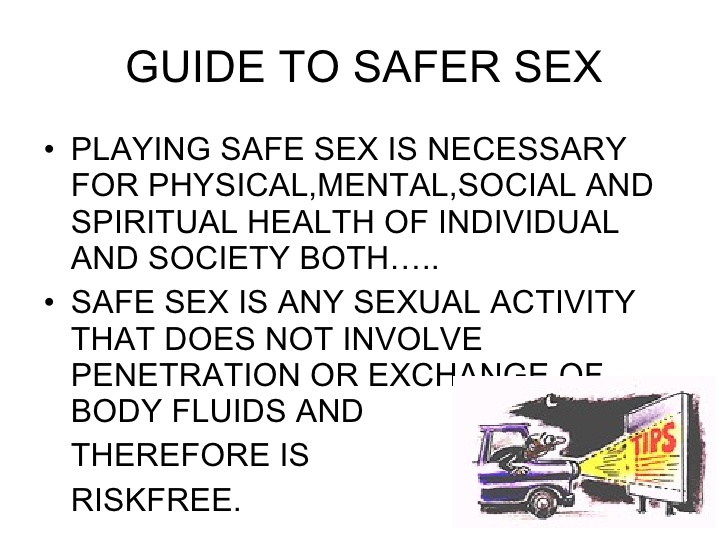 GUIDE TO SAFER SEX
• PLAYING SAFE SEX IS NECESSARY
FOR PHYSICAL,MENTAL,SOCIAL AND
SPIRITUAL HEALTH OF INDIVIDUAL
AND SOCIETY BOTH…..
• SAFE SEX IS ANY SEXUAL ACTIVITY
THAT DOES NOT INVOLVE
PENETRATION OR EXCHANGE OF
BODY FLUIDS AND
THEREFORE IS
RISKFREE.
TIPS